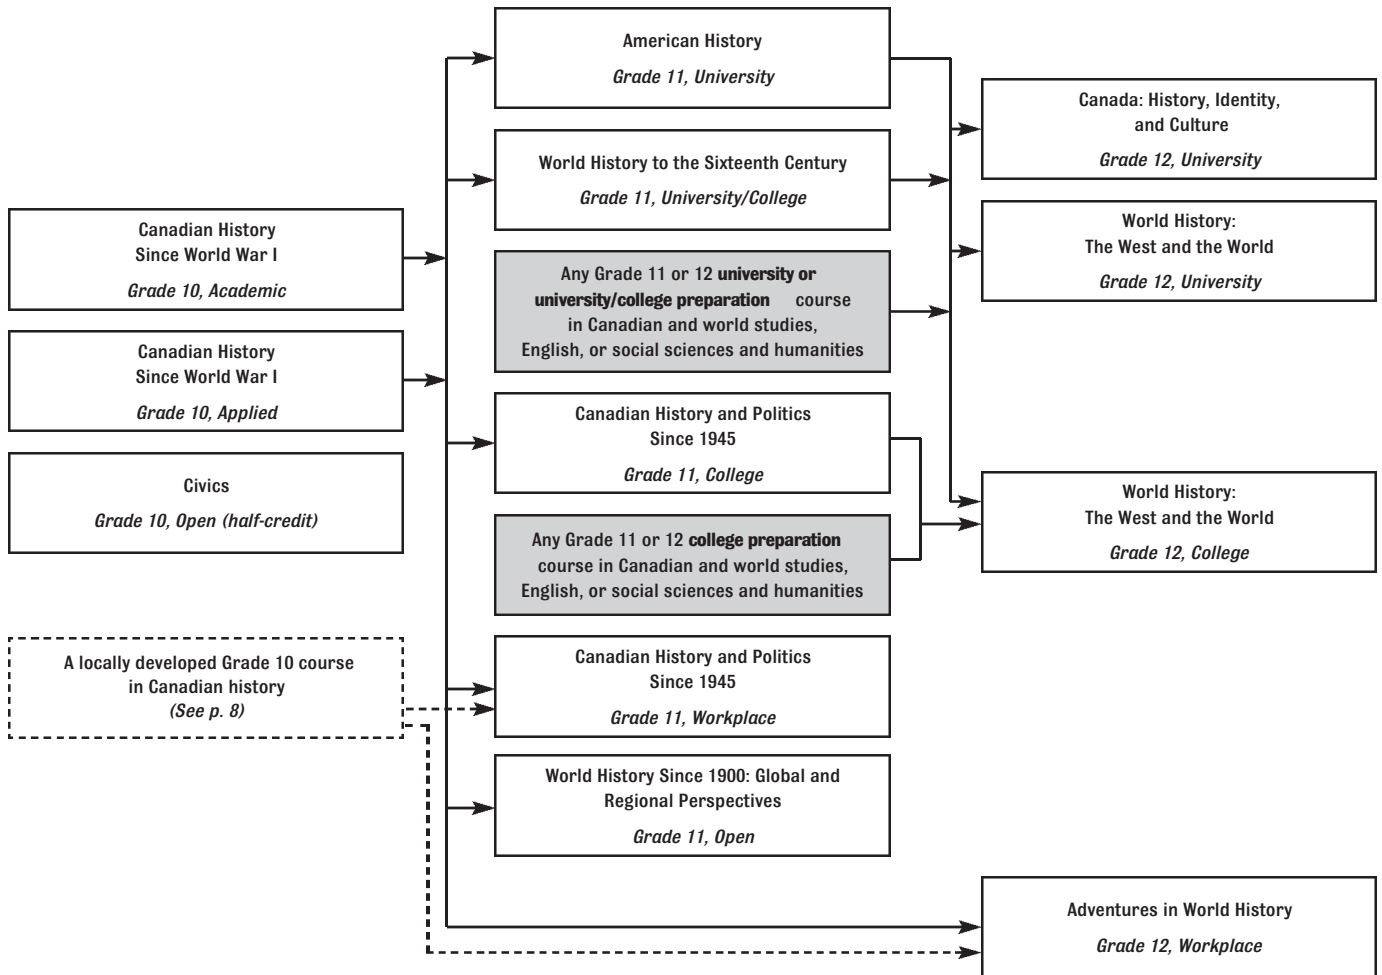 Canadian History
Since World War I
Grade 10, Academic
Canadian History
Since World War I
Grade 10, Applied
Civics
Grade 10, Open (half-credit)
A locally developed Grade 10 course
in Canadian history
(See p. 8)
American History
Grade 11, University
World History to the Sixteenth Century
Grade 11, University/College
Any Grade 11 or 12 university or
university/college preparation course
in Canadian and world studies,
English, or social sciences and humanities
Canadian History and Politics
Since 1945
Grade 11, College
Any Grade 11 or 12 college preparation
course in Canadian and world studies,
English, or social sciences and humanities
Canadian History and Politics
Since 1945
Grade 11, Workplace
World History Since 1900: Global and
Regional Perspectives
Grade 11, Open
Canada: History, Identity,
and Culture
Grade 12, University
World History:
The West and the World
Grade 12, University
World History:
The West and the World
Grade 12, College
Adventures in World History
Grade 12, Workplace